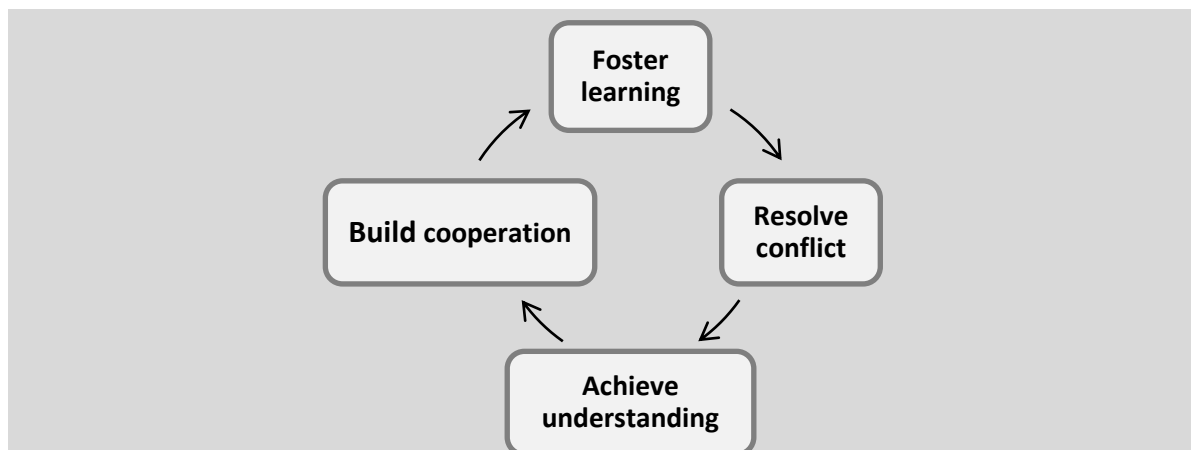 Foster
learning
Resolve
conflict
Achieve
understanding
Build cooperation